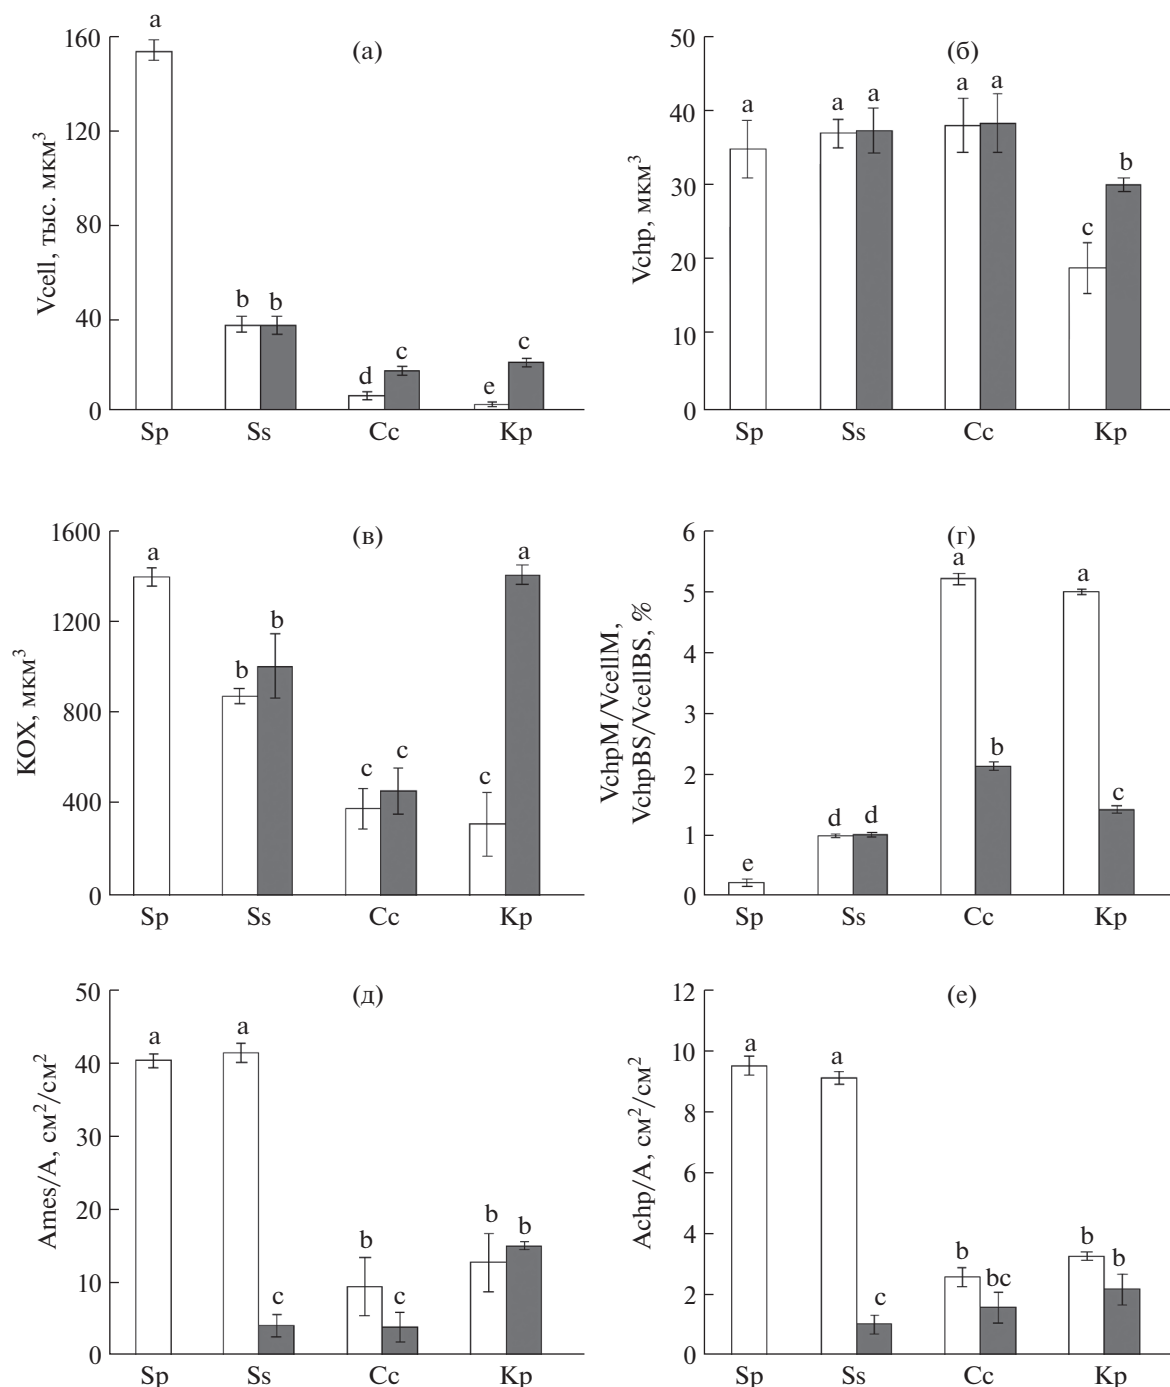 (а)
Vcell, тыс. мкм³
160
120
80
40
0
a
b b
d c
e c
Sp Ss Cc Kp
(б)
Vchp, мкм³
50
40
30
20
10
0
a
a a
a a
c b
Sp Ss Cc Kp
(в)
КОХ, мкм³
1600
1200
800
400
0
a
b b
c c
c a
Sp Ss Cc Kp
(г)
VchpM/VcellM,
VchpBS/VcellBS, %
6
5
4
3
2
1
0
e
d d
a b
a c
Sp Ss Cc Kp
(д)
Ames/A, см²/см²
50
40
30
20
10
0
a
a c
b c
b b
Sp Ss Cc Kp
(е)
Achp/A, см²/см²
12
10
8
6
4
2
0
a
a c
b bc
b b
Sp Ss Cc Kp